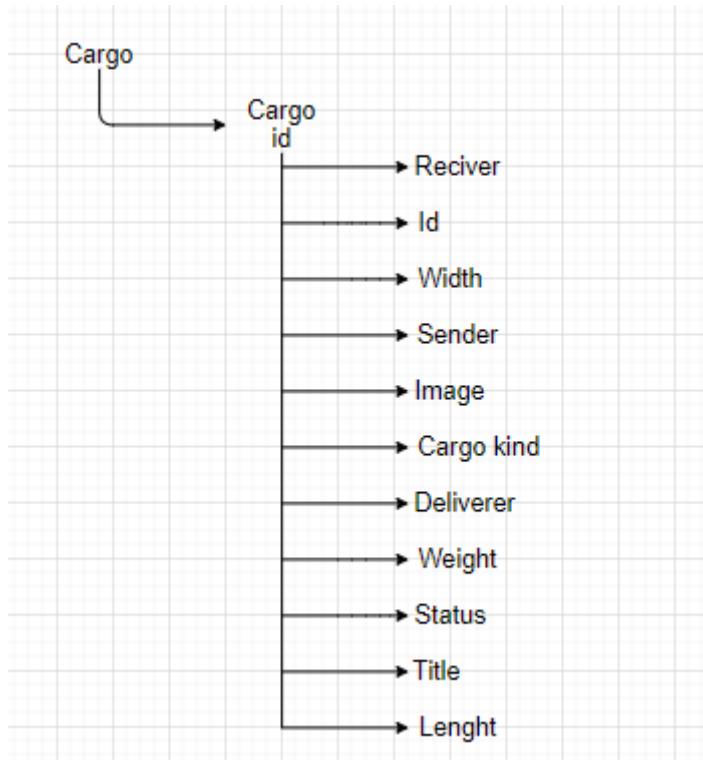 Cargo
Cargo
id
Reciver
Id
Width
Sender
Image
Cargo kind
Deliverer
Weight
Status
Title
Lenght